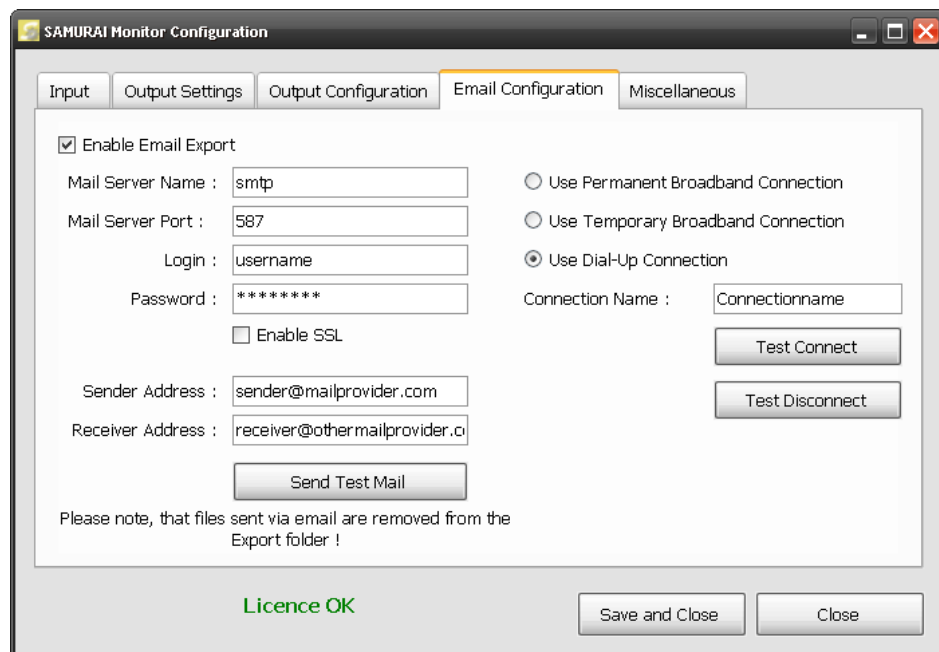 SAMURAI Monitor Configuration
Input
Output Settings
Output Configuration
Email Configuration
Miscellaneous
Enable Email Export
Mail Server Name :
smtp
Mail Server Port :
587
Login :
username
Password :
********
Enable SSL
Sender Address :
sender@mailprovider.com
Receiver Address :
receiver@othermailprovider.c
Send Test Mail
Please note, that files sent via email are removed from the
Export folder !
Use Permanent Broadband Connection
Use Temporary Broadband Connection
Use Dial-Up Connection
Connection Name :
Connectionname
Test Connect
Test Disconnect
Licence OK
Save and Close
Close